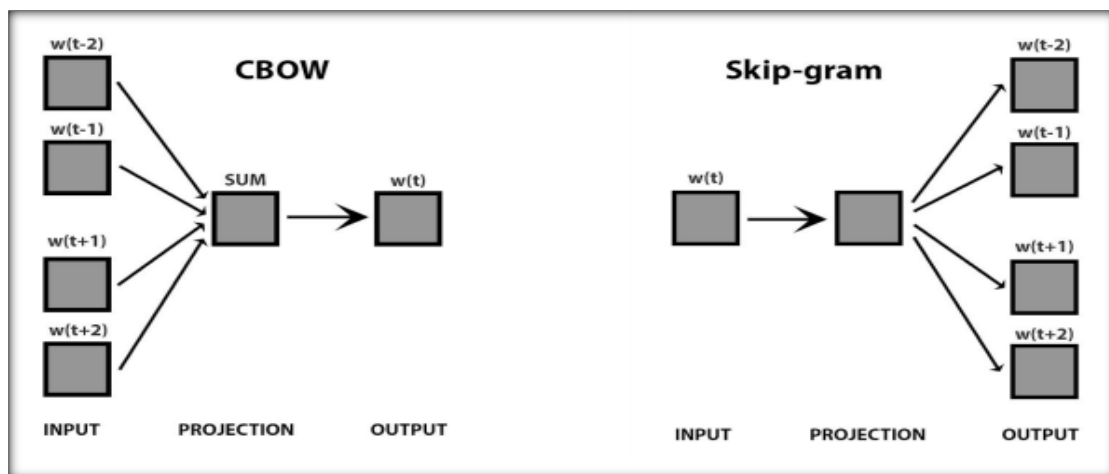 w(t-2)
CBOW
w(t-1)
SUM
w(t)
w(t+1)
w(t+2)
INPUT PROJECTION OUTPUT
w(t-2)
Skip-gram
w(t-1)
w(t)
w(t+1)
w(t+2)
INPUT PROJECTION OUTPUT